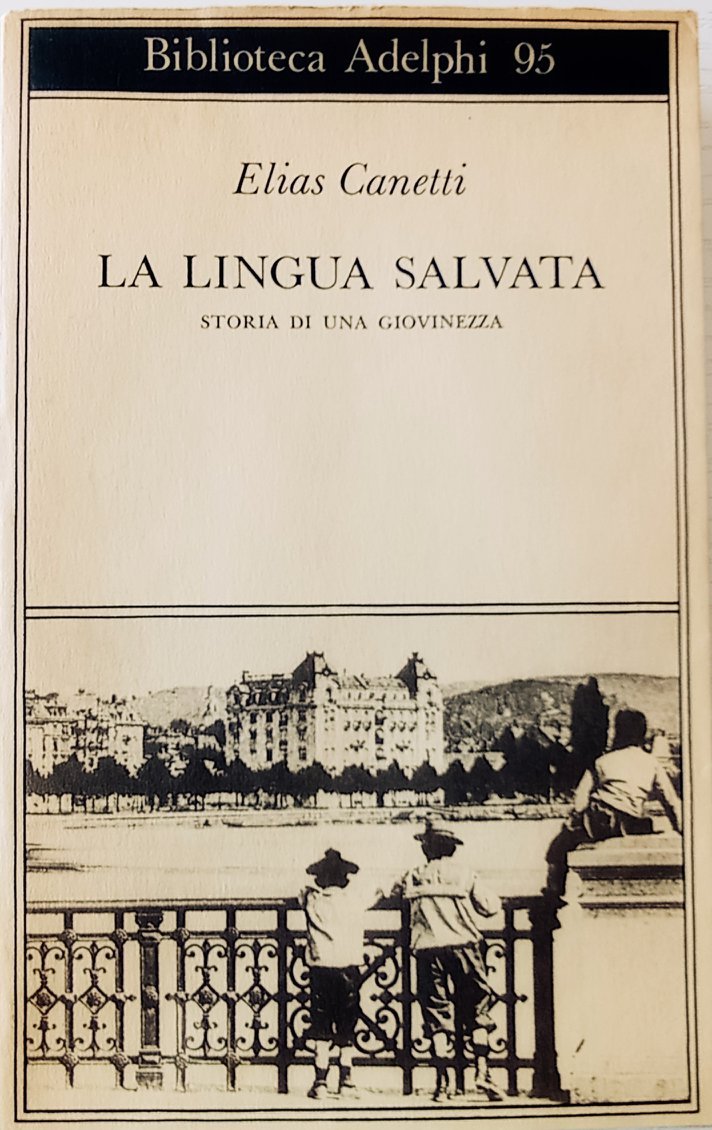 Biblioteca Adelphi 95
Elias Canetti
LA LINGUA SALVATA
STORIA DI UNA GIOVINEZZA